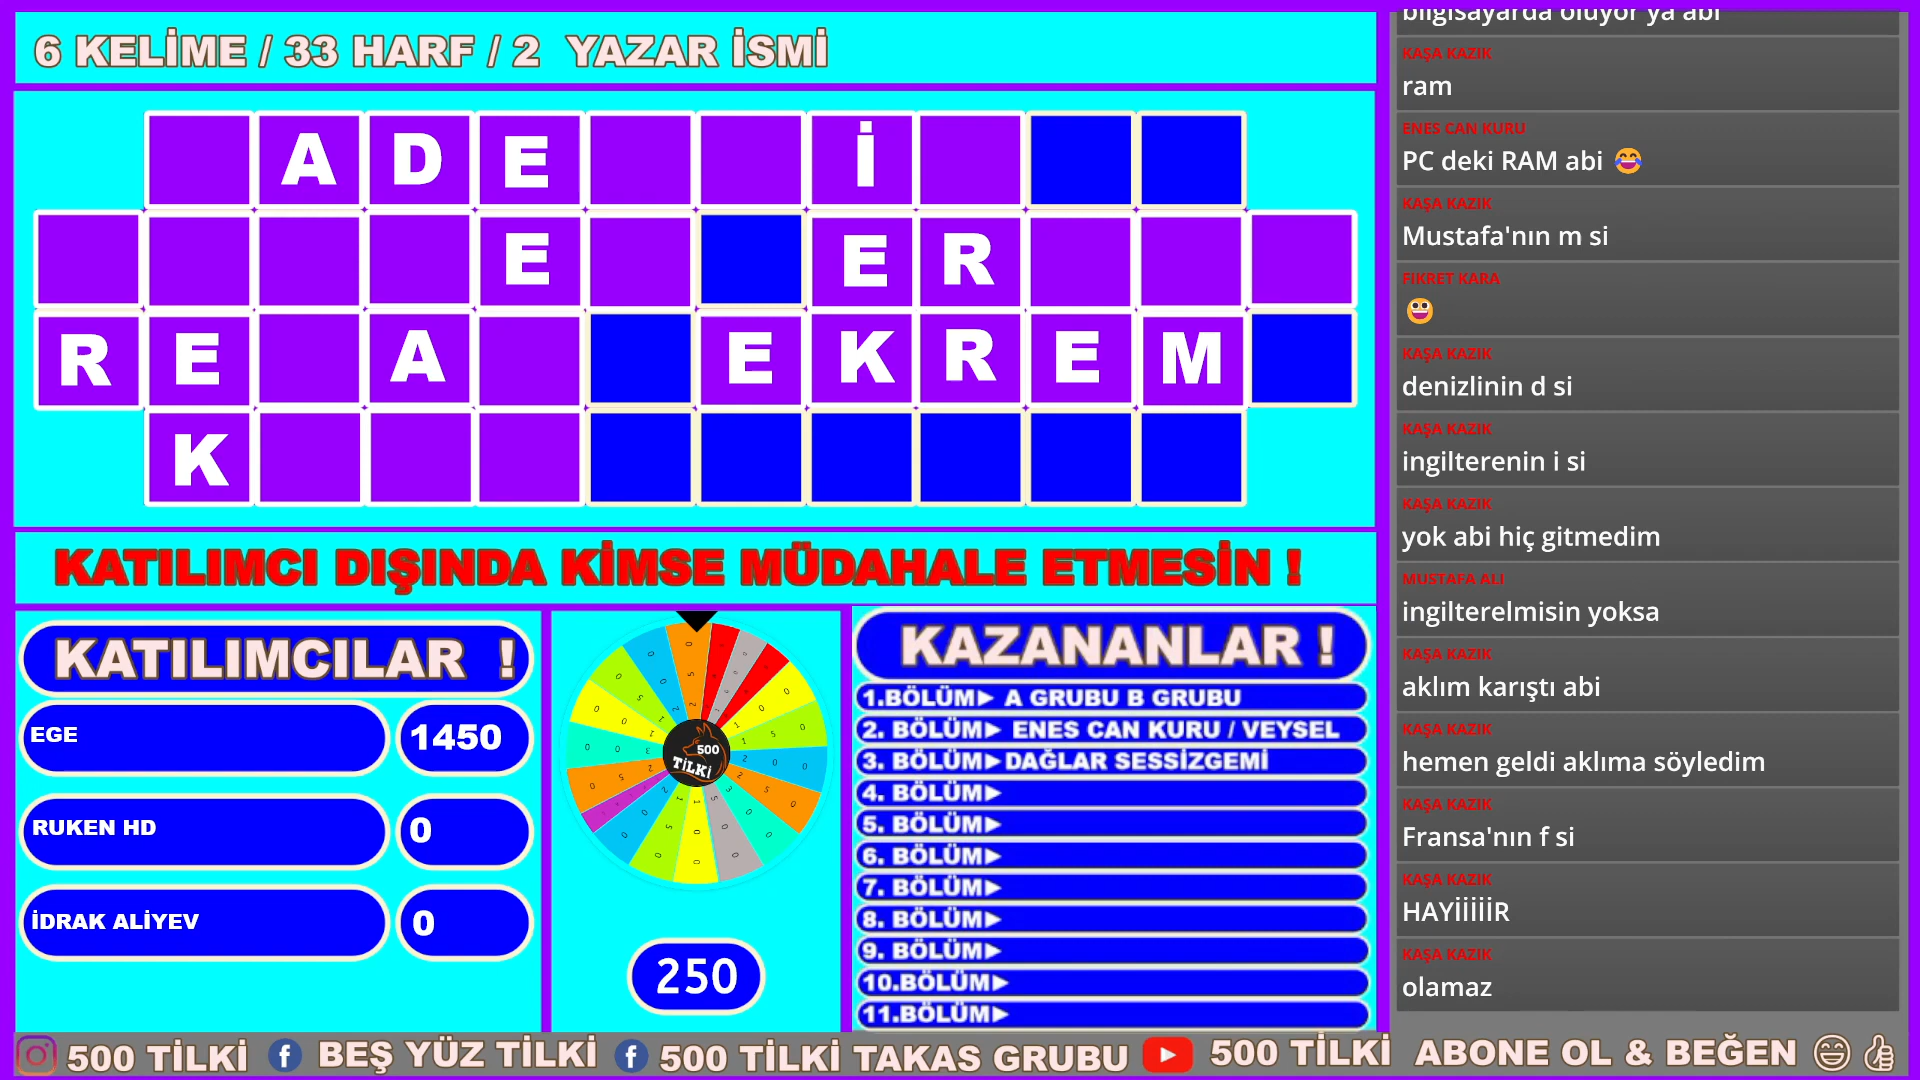 6 KELİME / 33 HARF / 2 YAZAR İSMİ
A D E İ
E E R
R E A E K R E M
K
KATILIMCI DIŞINDA KİMSE MÜDAHALE ETMESİN !
KATILIMCILAR !
EGE 1450
RUKEN HD 0
İDRAK ALİYEV 0
500
TİLKİ
250
KAZANANLAR !
1.BÖLÜM► A GRUBU B GRUBU
2. BÖLÜM► ENES CAN KURU / VEYSEL
3. BÖLÜM►DAĞLAR SESSİZGEMİ
4. BÖLÜM►
5. BÖLÜM►
6. BÖLÜM►
7. BÖLÜM►
8. BÖLÜM►
9. BÖLÜM►
10.BÖLÜM►
11.BÖLÜM►
bilgisayarda oluyor ya abi
KAŞA KAZIK
ram
ENES CAN KURU
PC deki RAM abi 😂
KAŞA KAZIK
Mustafa'nın m si
FIKRET KARA
😀
KAŞA KAZIK
denizlinin d si
KAŞA KAZIK
ingilterenin i si
KAŞA KAZIK
yok abi hiç gitmedim
MUSTAFA ALI
ingilterelmisin yoksa
KAŞA KAZIK
aklım karıştı abi
KAŞA KAZIK
hemen geldi aklıma söyledim
KAŞA KAZIK
Fransa'nın f si
KAŞA KAZIK
HAYİİİİİR
KAŞA KAZIK
olamaz
500 TİLKİ BEŞ YÜZ TİLKİ 500 TİLKİ TAKAS GRUBU 500 TİLKİ ABONE OL & BEĞEN